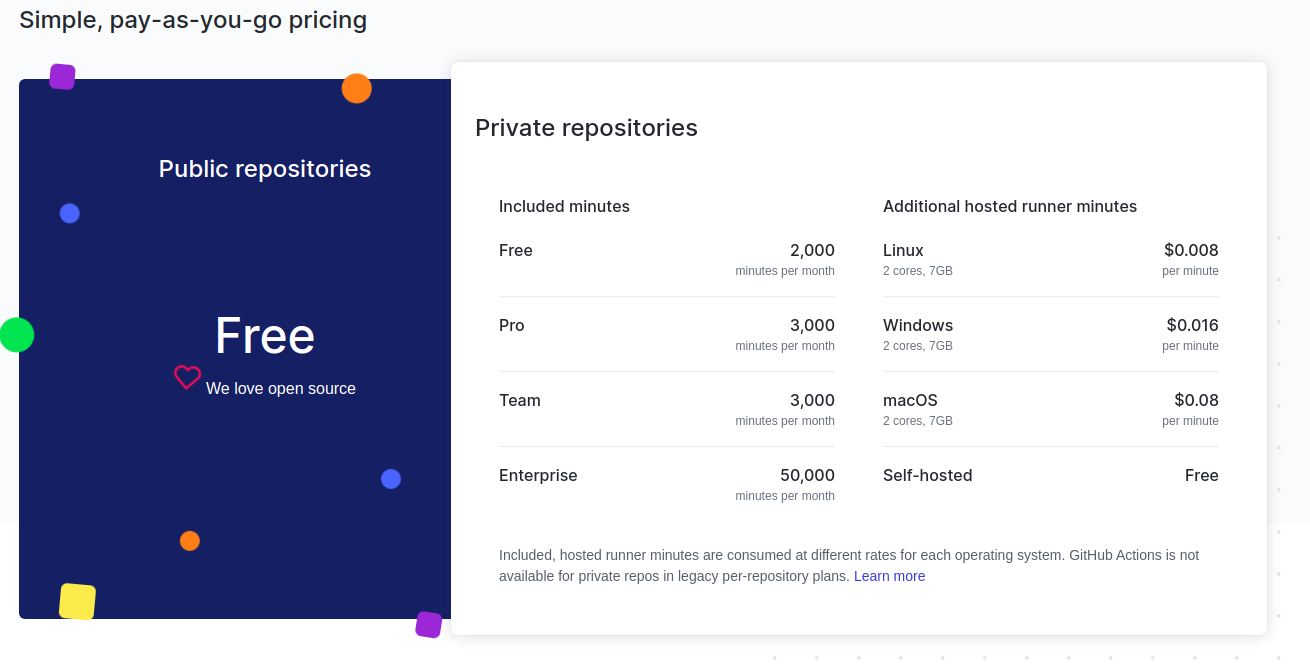 Simple, pay-as-you-go pricing
Public repositories
Free
We love open source
Private repositories
Included minutes
Free
2,000
minutes per month
Pro
3,000
minutes per month
Team
3,000
minutes per month
Enterprise
50,000
minutes per month
Additional hosted runner minutes
Linux
$0.008
2 cores, 7GB
per minute
Windows
$0.016
2 cores, 7GB
per minute
macOS
$0.08
2 cores, 7GB
per minute
Self-hosted
Free
Included, hosted runner minutes are consumed at different rates for each operating system. GitHub Actions is not
available for private repos in legacy per-repository plans. Learn more